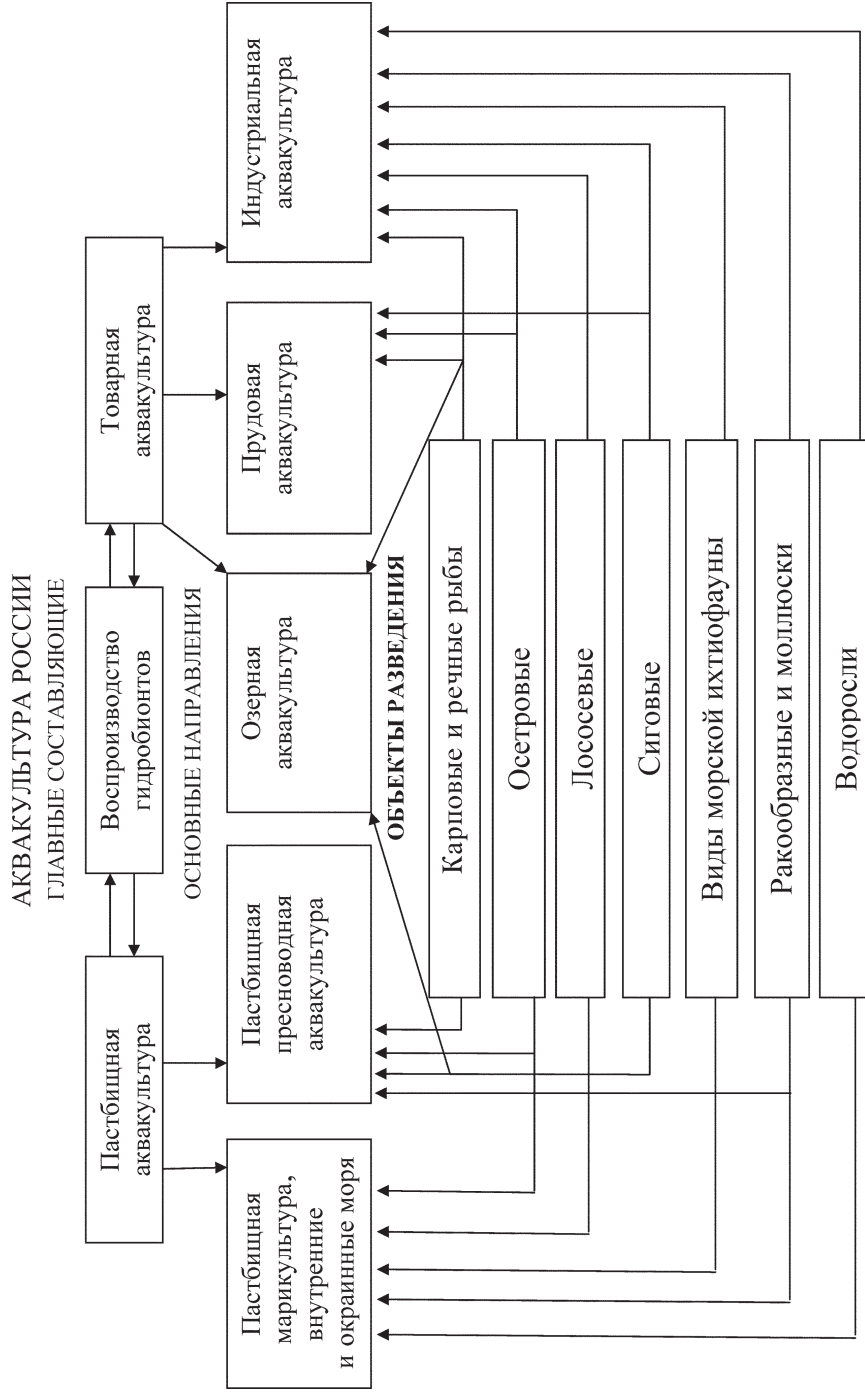 АКВАКУЛЬТУРА РОССИИ
ГЛАВНЫЕ СОСТАВЛЯЮЩИЕ
Пастбищная
аквакультура
Воспроизводство
гидробионтов
Товарная
аквакультура
ОСНОВНЫЕ НАПРАВЛЕНИЯ
Пастбищная
марикультура,
внутренние
и окраинные моря
Пастбищная
пресноводная
аквакультура
Озерная
аквакультура
Прудовая
аквакультура
Индустриальная
аквакультура
ОБЪЕКТЫ РАЗВЕДЕНИЯ
Карповые и речные рыбы
Осетровые
Лососевые
Сиговые
Виды морской ихтиофауны
Ракообразные и моллюски
Водоросли